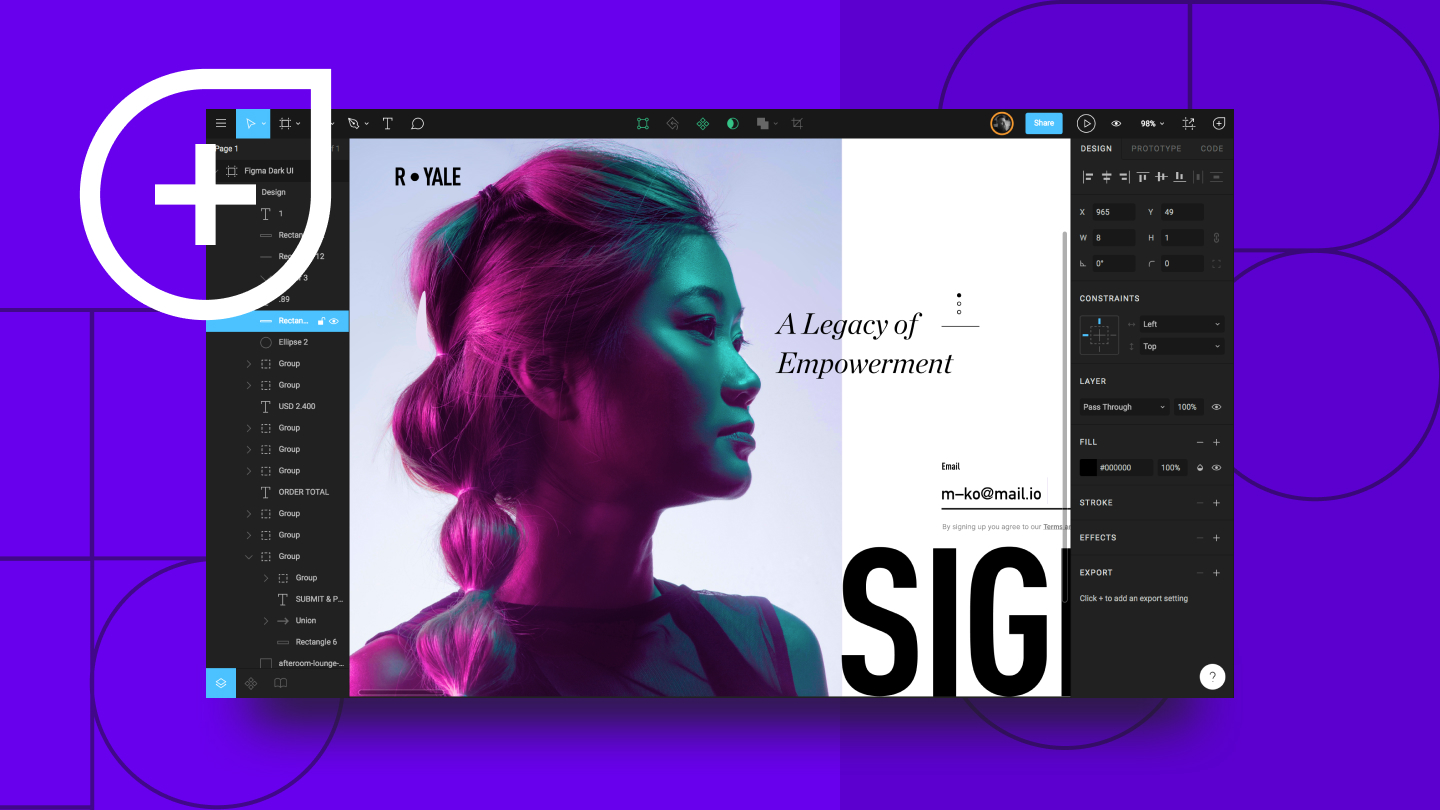 Page 1
Figma Dark UI
Design
1
Rectan...
Ellipse 2
Group
Group
USD 2.400
Group
Group
Group
ORDER TOTAL
Group
Group
Group
Group
SUBMIT & P...
Union
Rectangle 6
afteroom-lounge-...
R • YALE
A Legacy of
Empowerment
Email
m–ko@mail.io
By signing up you agree to our Terms
SIG
Share
98%
DESIGN PROTOTYPE CODE
X 965 Y 49
W 8 H 1
0° 0
CONSTRAINTS
Left
Top
LAYER
Pass Through 100%
FILL
#000000 100%
STROKE
EFFECTS
EXPORT
Click + to add an export setting
?